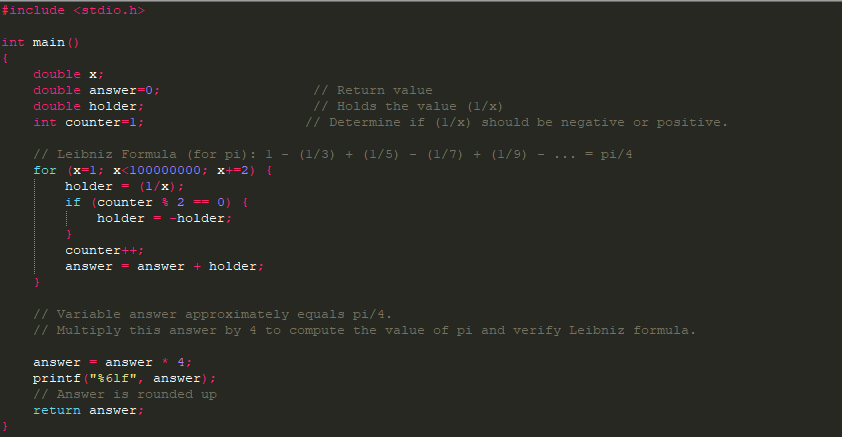 #include <stdio.h>
int main()
{
double x;
double answer=0; // Return value
double holder; // Holds the value (1/x)
int counter=1; // Determine if (1/x) should be negative or positive.
// Leibniz Formula (for pi): 1 - (1/3) + (1/5) - (1/7) + (1/9) - ... = pi/4
for (x=1; x<100000000; x+=2) {
holder = (1/x);
if (counter % 2 == 0) {
holder = -holder;
}
counter++;
answer = answer + holder;
}
// Variable answer approximately equals pi/4.
// Multiply this answer by 4 to compute the value of pi and verify Leibniz formula.
answer = answer * 4;
printf("%6lf", answer);
// Answer is rounded up
return answer;
}